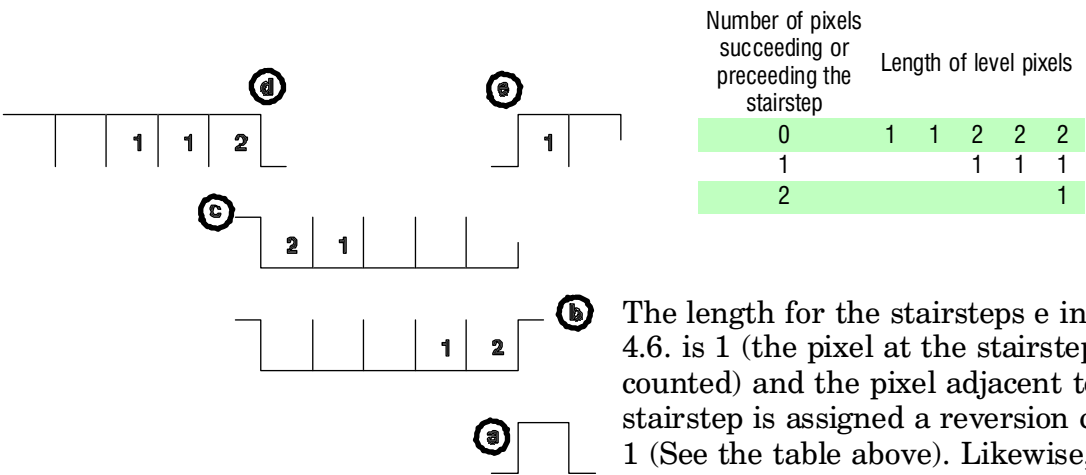 d
e
1 1 2
1
c
2 1
b
1 2
a
Number of pixels
succeeding or
preceeding the
stairstep
Length of level pixels
0 1 1 2 2 2
1 1 1 1
2 1
The length for the stairsteps e in
4.6. is 1 (the pixel at the stairstep
counted) and the pixel adjacent to
stairstep is assigned a reversion
1 (See the table above). Likewise,